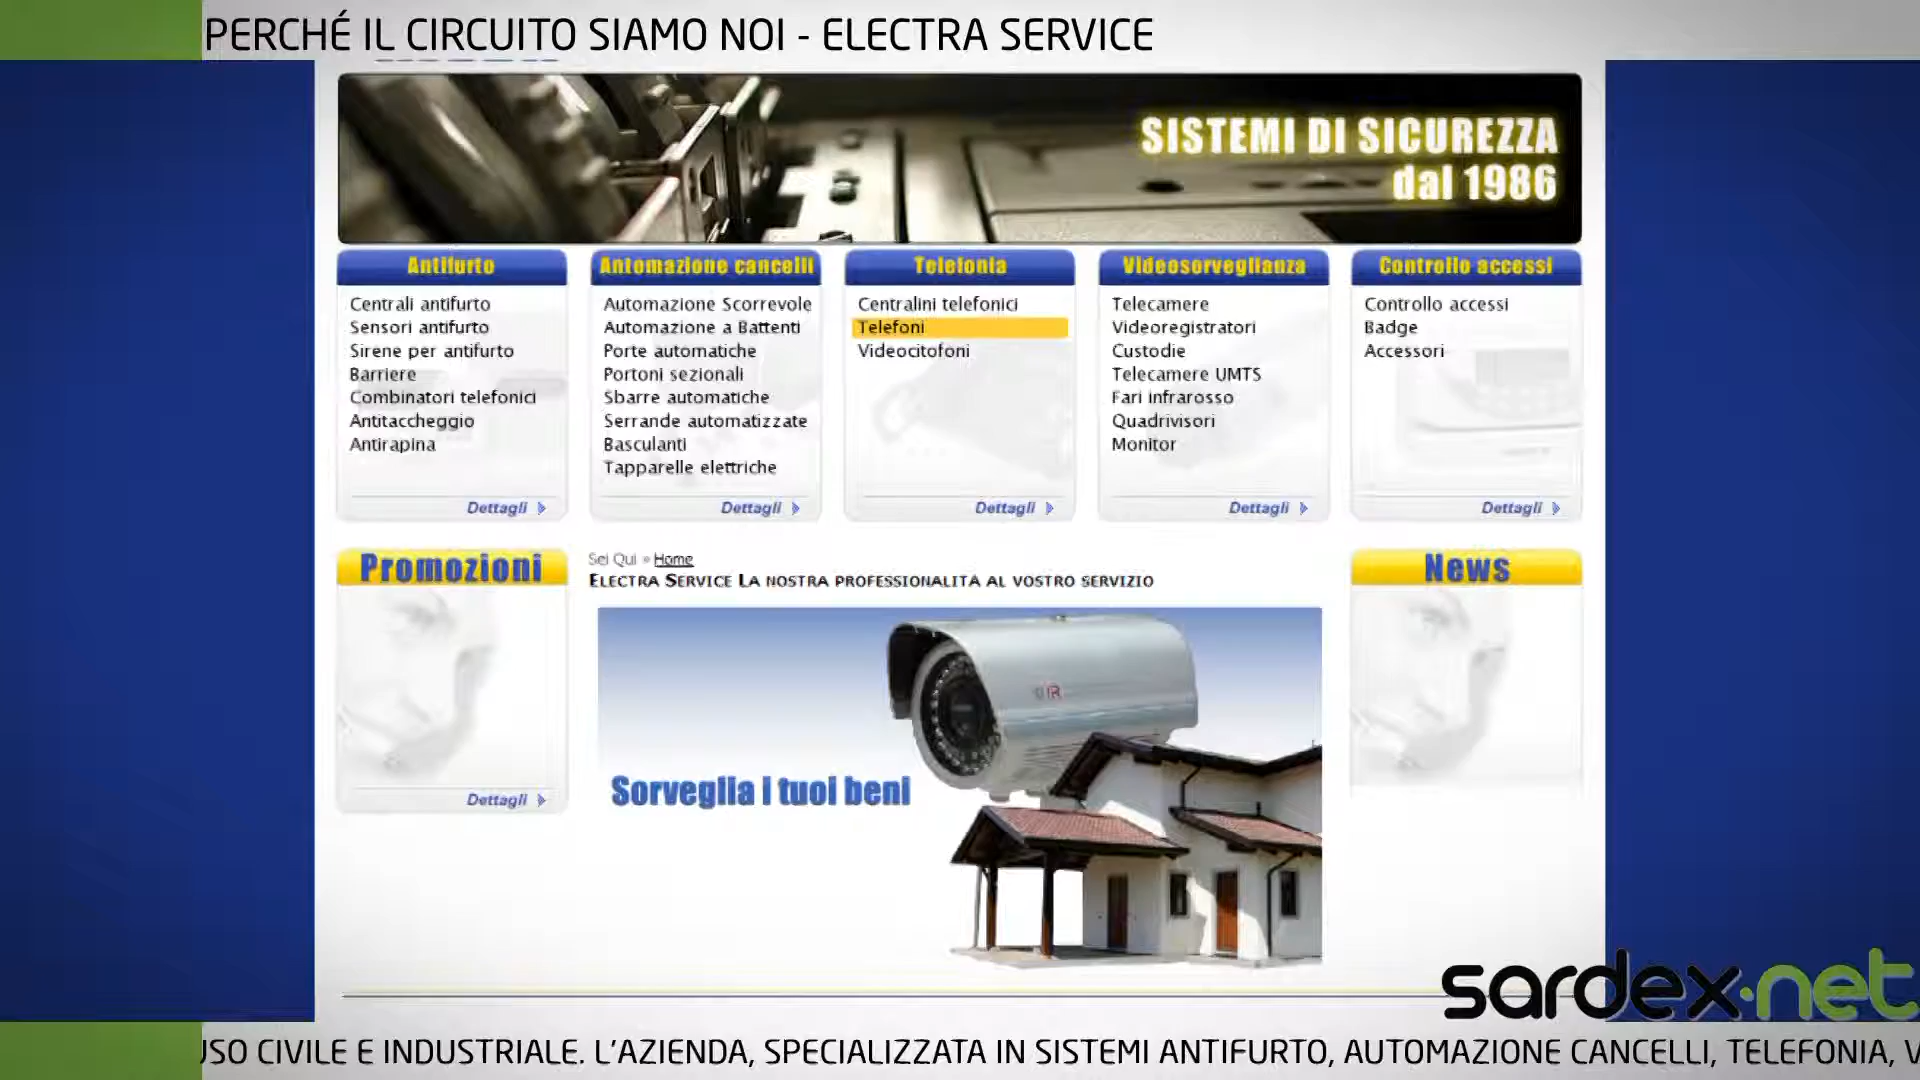 PERCHÉ IL CIRCUITO SIAMO NOI - ELECTRA SERVICE
SISTEMI DI SICUREZZA
dal 1986
Antifurto
Centrali antifurto
Sensori antifurto
Sirene per antifurto
Barriere
Combinatori telefonici
Antitaccheggio
Antirapina
Dettagli
Automazione cancelli
Automazione Scorrevole
Automazione a Battenti
Porte automatiche
Portoni sezionali
Sbarre automatiche
Serrande automatizzate
Basculanti
Tapparelle elettriche
Dettagli
Telefonia
Centralini telefonici
Telefoni
Videocitofoni
Dettagli
Videosorveglianza
Telecamere
Videoregistratori
Custodie
Telecamere UMTS
Fari infrarosso
Quadrivisori
Monitor
Dettagli
Controllo accessi
Controllo accessi
Badge
Accessori
Dettagli
Promozioni
Dettagli
Sei Qui » Home
ELECTRA SERVICE LA NOSTRA PROFESSIONALITÀ AL VOSTRO SERVIZIO
IR
Sorveglia i tuoi beni
News
sardex.net
USO CIVILE E INDUSTRIALE. L'AZIENDA, SPECIALIZZATA IN SISTEMI ANTIFURTO, AUTOMAZIONE CANCELLI, TELEFONIA, V